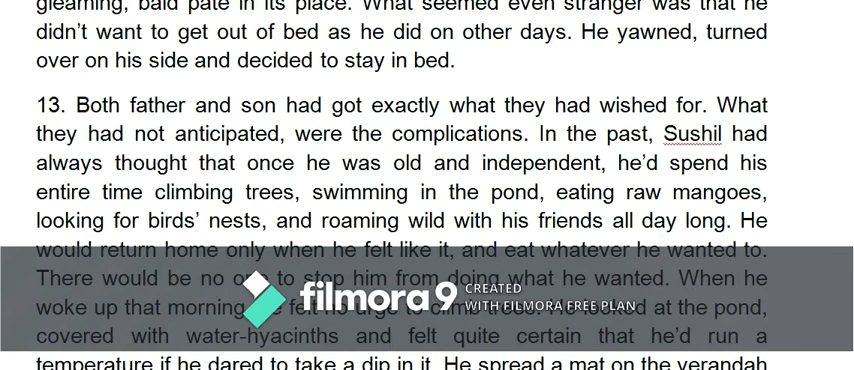 gleaming, bald pate in its place. What seemed even stranger was that he
didn't want to get out of bed as he did on other days. He yawned, turned
over on his side and decided to stay in bed.
13. Both father and son had got exactly what they had wished for. What
they had not anticipated, were the complications. In the past, Sushil had
always thought that once he was old and independent, he'd spend his
entire time climbing trees, swimming in the pond, eating raw mangoes,
looking for birds' nests, and roaming wild with his friends all day long. He
would return home only when he felt like it, and eat whatever he wanted to.
There would be no one to stop him from doing what he wanted. When he
woke up that morning he felt no urge to climb trees. He looked at the pond,
filmora9 CREATED
WITH FILMORA FREE PLAN
covered with water-hyacinths and felt quite certain that he'd run a
temperature if he dared to take a dip in it. He spread a mat on the verandah